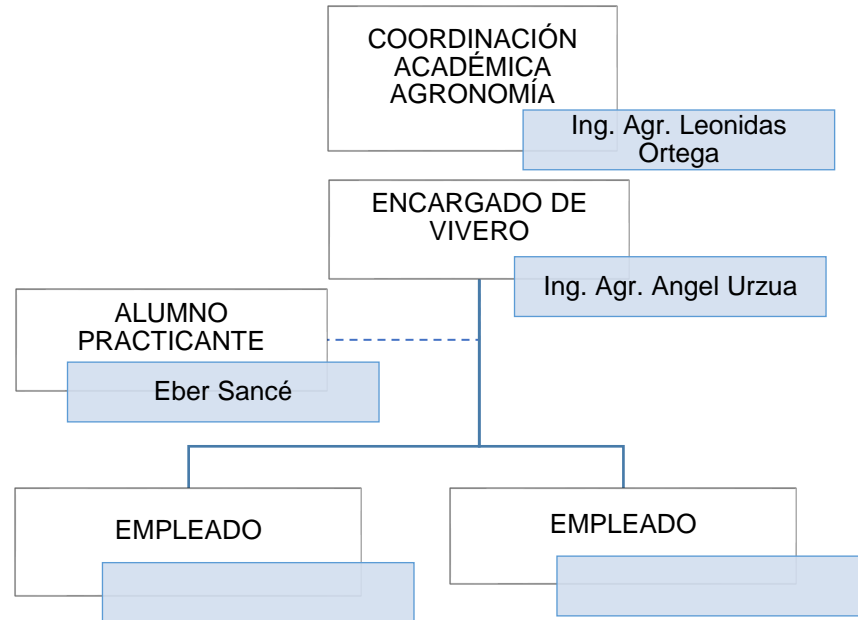 COORDINACIÓN
ACADÉMICA
AGRONOMÍA
Ing. Agr. Leonidas
Ortega
ENCARGADO DE
VIVERO
Ing. Agr. Angel Urzua
ALUMNO
PRACTICANTE
Eber Sancé
EMPLEADO
EMPLEADO